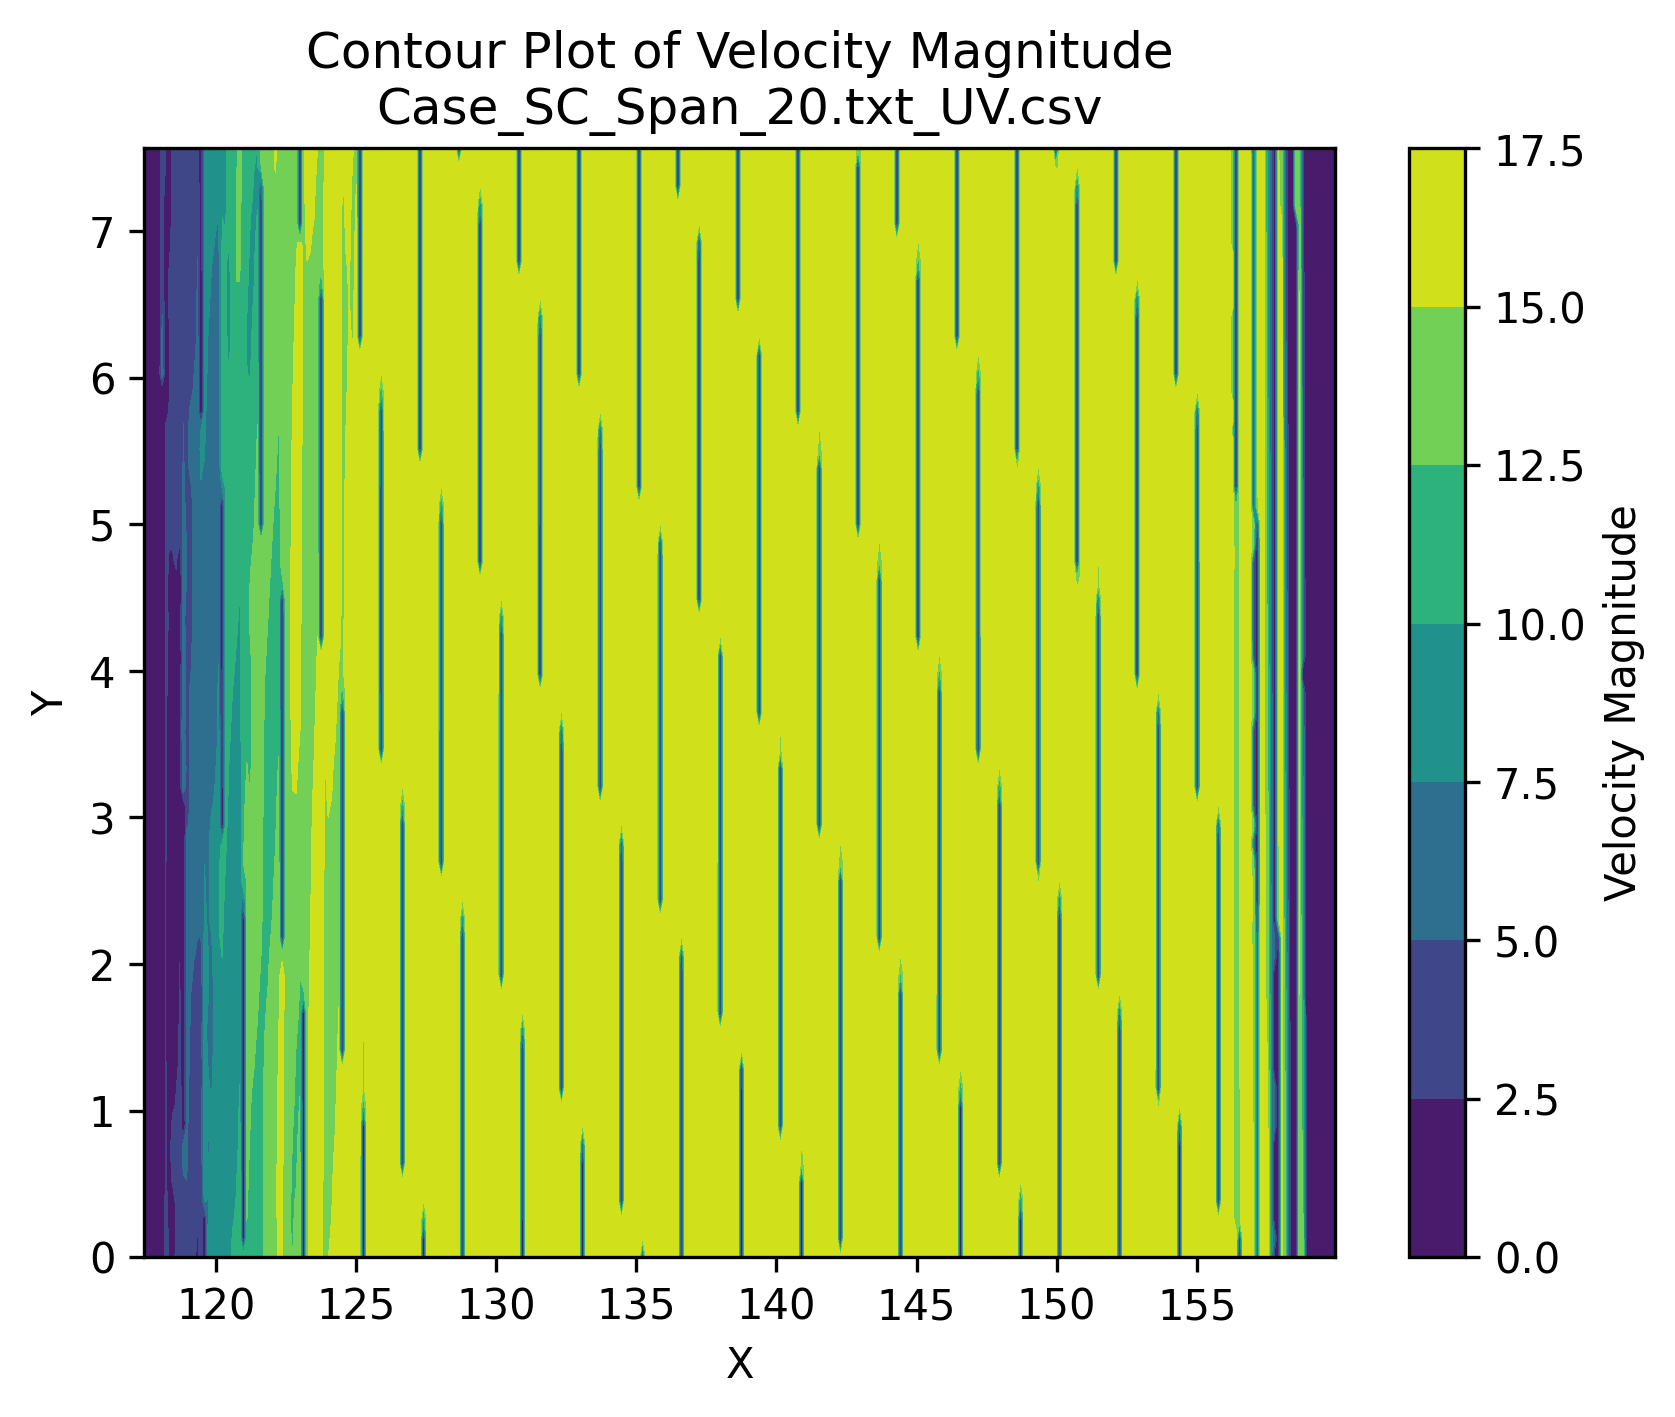 Contour Plot of Velocity Magnitude
Case_SC_Span_20.txt_UV.csv
7
6
5
4
3
2
1
0
Y
120 125 130 135 140 145 150 155
X
17.5
15.0
12.5
10.0
7.5
5.0
2.5
0.0
Velocity Magnitude